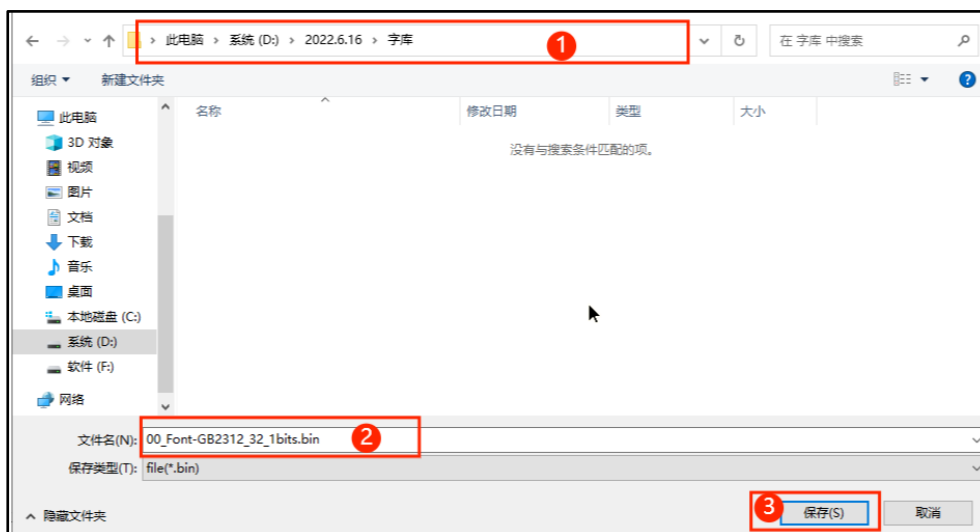 此电脑 › 系统 (D:) › 2022.6.16 › 字库 1 在 字库 中搜索
组织 新建文件夹 ?
名称 修改日期 类型 大小
没有与搜索条件匹配的项。
此电脑
3D 对象
视频
图片
文档
下载
音乐
桌面
本地磁盘 (C:)
系统 (D:)
软件 (F:)
网络
文件名(N): 00_Font-GB2312_32_1bits.bin 2
保存类型(T): file(*.bin)
隐藏文件夹 3 保存(S) 取消